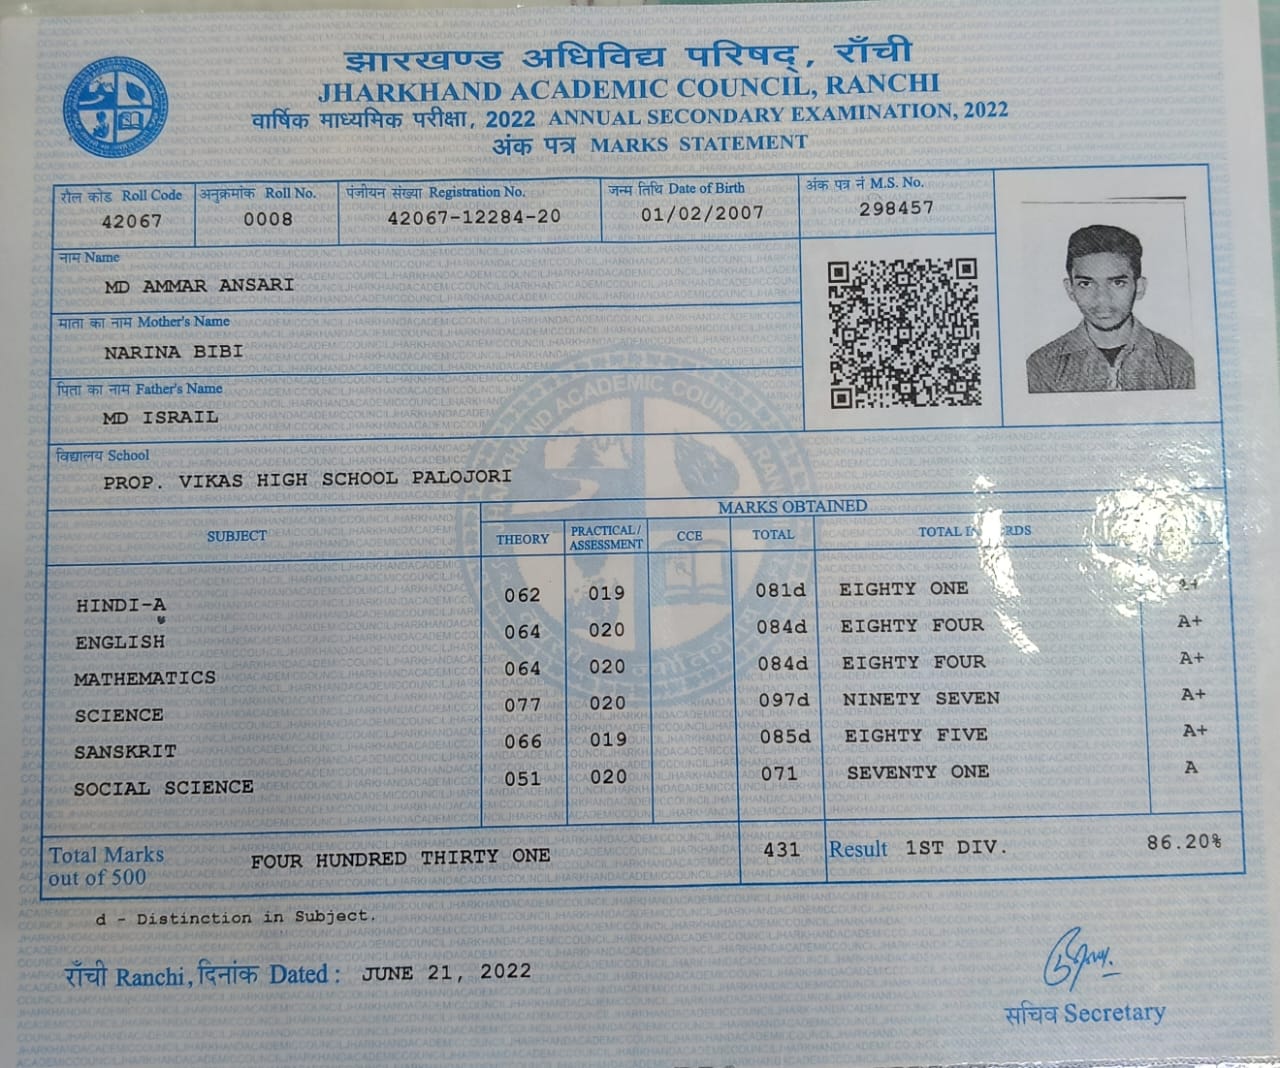 झारखण्ड अधिविद्य परिषद्, राँची
JHARKHAND ACADEMIC COUNCIL, RANCHI
वार्षिक माध्यमिक परीक्षा, 2022 ANNUAL SECONDARY EXAMINATION, 2022
अंक पत्र MARKS STATEMENT
रौल कोड Roll Code अनुक्रमांक Roll No. पंजीयन संख्या Registration No. जन्म तिथि Date of Birth अंक पत्र नं M.S. No.
42067 0008 42067-12284-20 01/02/2007 298457
नाम Name
MD AMMAR ANSARI
माता का नाम Mother's Name
NARINA BIBI
पिता का नाम Father's Name
MD ISRAIL
विद्यालय School
PROP. VIKAS HIGH SCHOOL PALOJORI
MARKS OBTAINED
SUBJECT THEORY PRACTICAL/ ASSESSMENT CCE TOTAL TOTAL
HINDI-A 062 019 081d EIGHTY ONE
ENGLISH 064 020 084d EIGHTY FOUR A+
MATHEMATICS 064 020 084d EIGHTY FOUR A+
SCIENCE 077 020 097d NINETY SEVEN A+
SANSKRIT 066 019 085d EIGHTY FIVE A+
SOCIAL SCIENCE 051 020 071 SEVENTY ONE A
Total Marks out of 500 FOUR HUNDRED THIRTY ONE 431 Result 1ST DIV. 86.20%
d - Distinction in Subject.
राँची Ranchi, दिनांक Dated : JUNE 21, 2022
सचिव Secretary